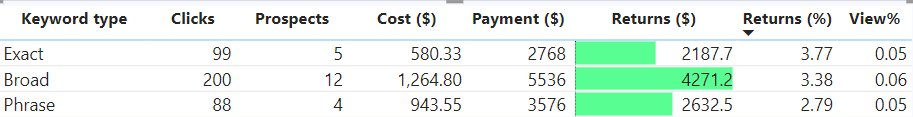 Keyword type Clicks Prospects Cost ($) Payment ($) Returns ($) Returns (%) View%
Exact 99 5 580.33 2768 2187.7 3.77 0.05
Broad 200 12 1,264.80 5536 4271.2 3.38 0.06
Phrase 88 4 943.55 3576 2632.5 2.79 0.05